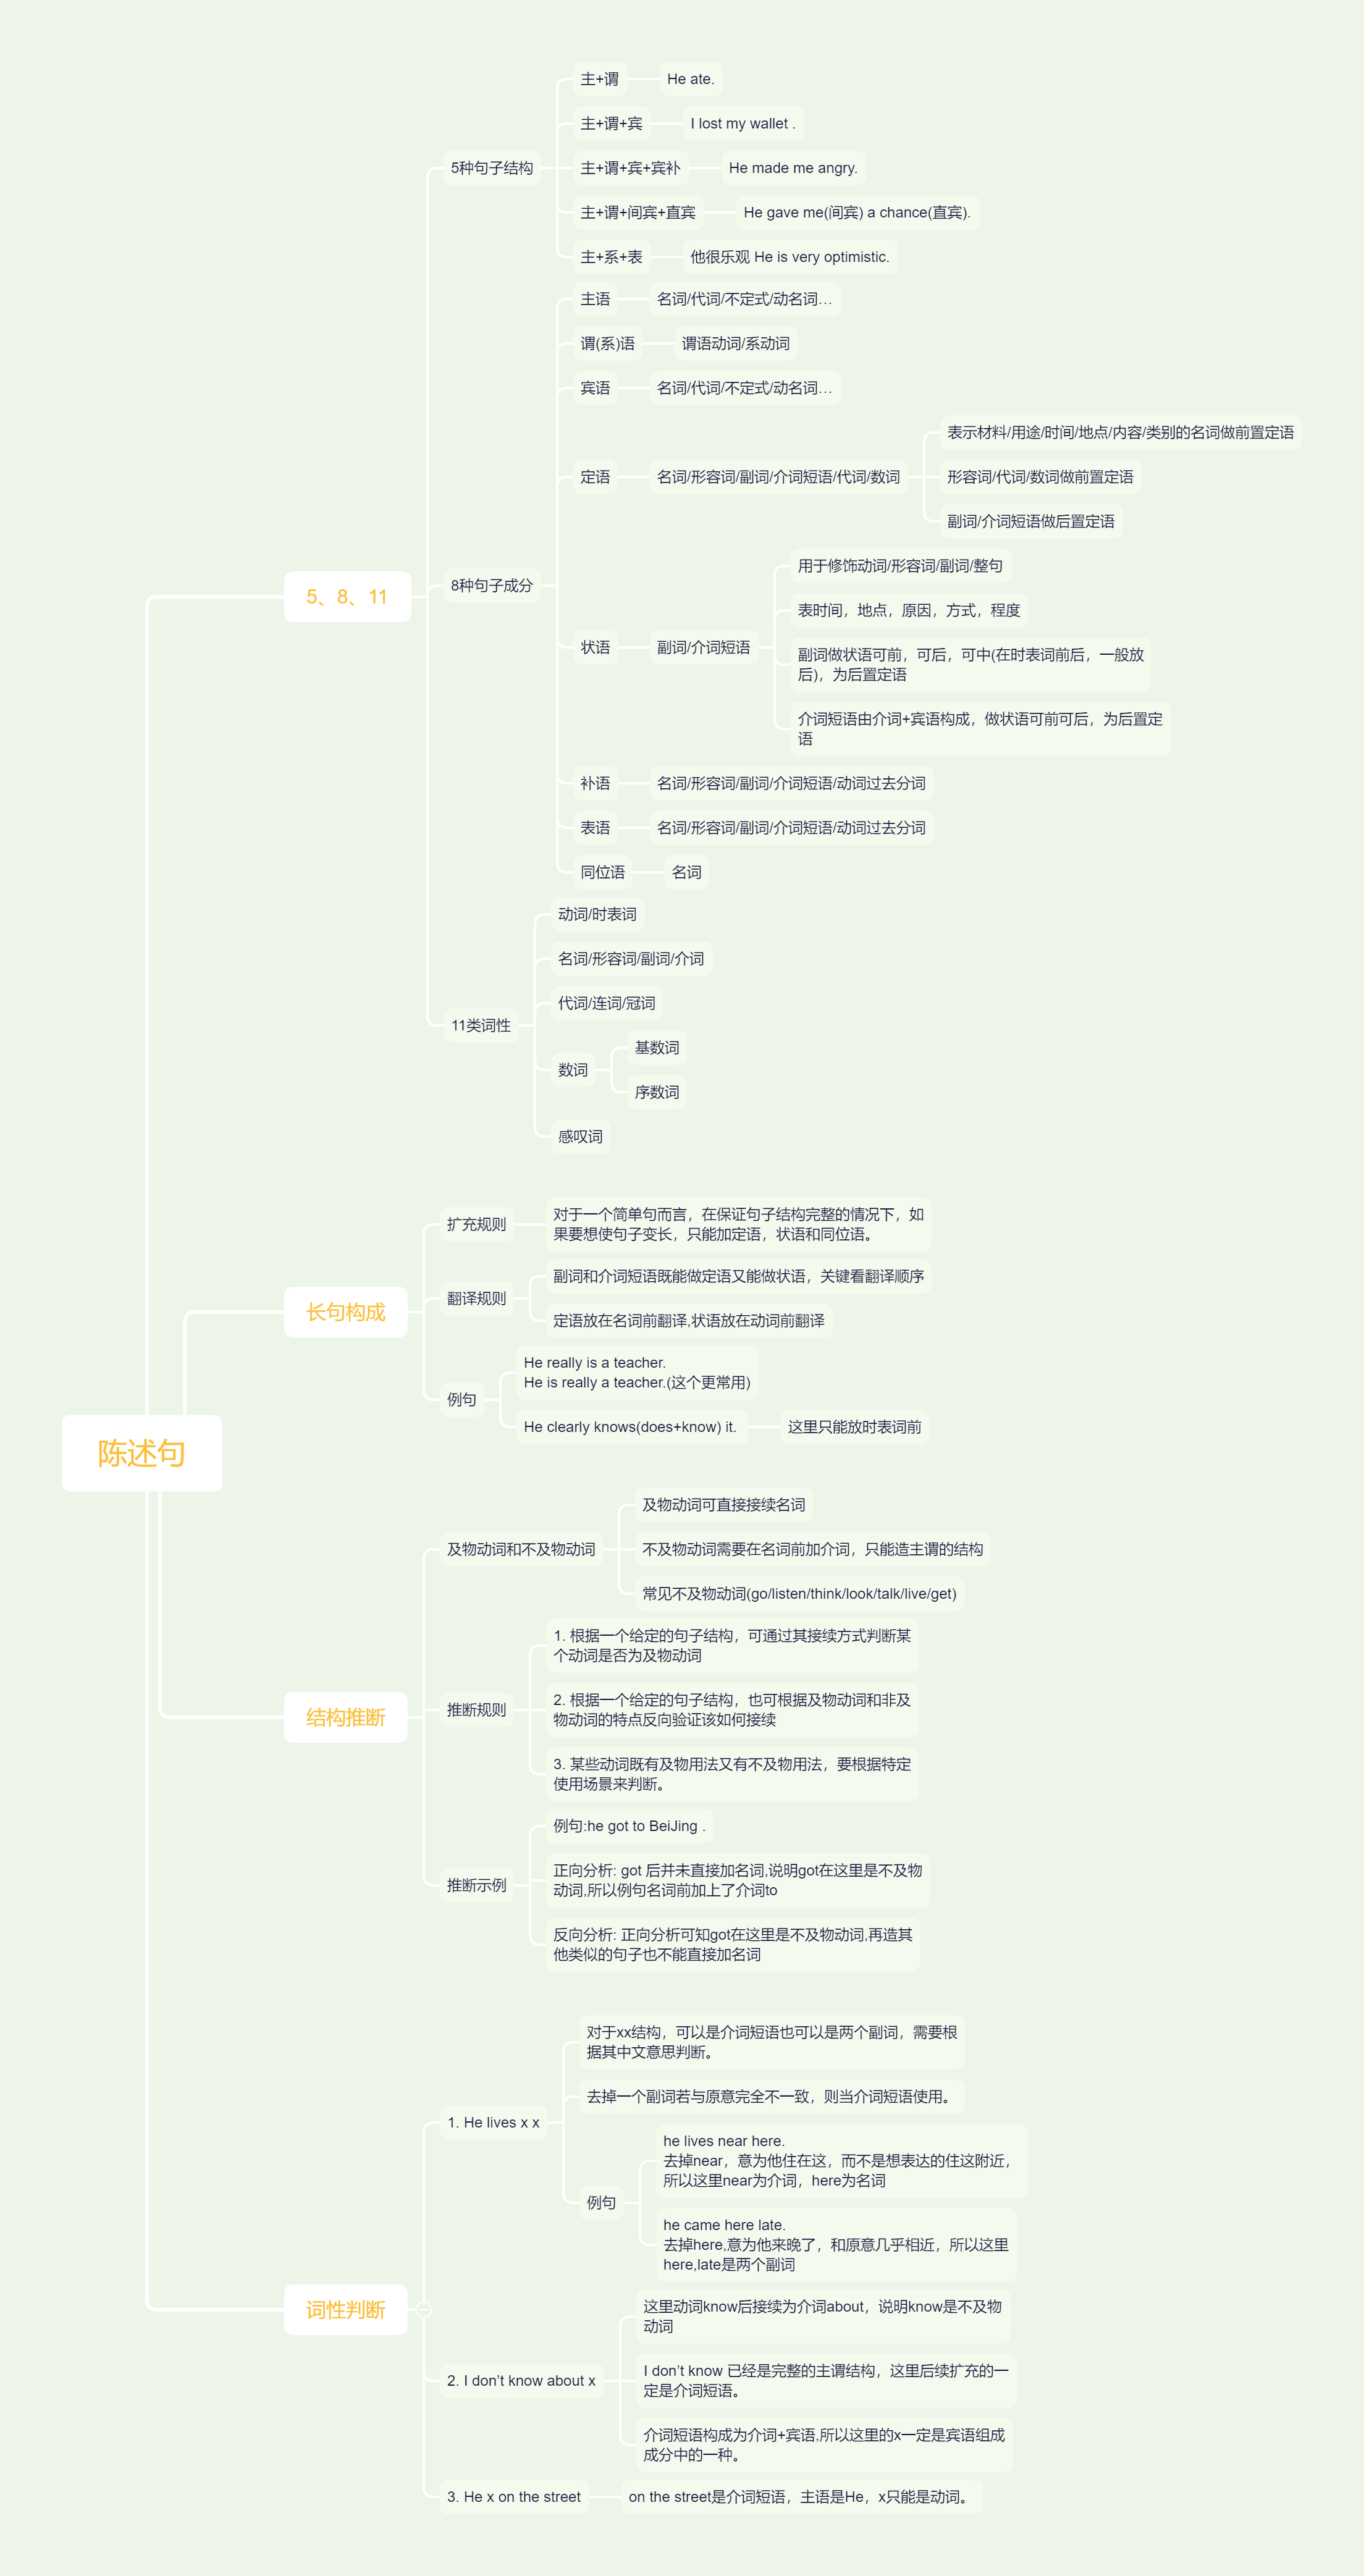 陈述句
5、8、11
5种句子结构
主+谓
He ate.
主+谓+宾
I lost my wallet .
主+谓+宾+宾补
He made me angry.
主+谓+间宾+直宾
He gave me(间宾) a chance(直宾).
主+系+表
他很乐观 He is very optimistic.
8种句子成分
主语
名词/代词/不定式/动名词…
谓(系)语
谓语动词/系动词
宾语
名词/代词/不定式/动名词…
定语
名词/形容词/副词/介词短语/代词/数词
表示材料/用途/时间/地点/内容/类别的名词做前置定语
形容词/代词/数词做前置定语
副词/介词短语做后置定语
状语
副词/介词短语
用于修饰动词/形容词/副词/整句
表时间，地点，原因，方式，程度
副词做状语可前，可后，可中(在时表词前后，一般放
后)，为后置定语
介词短语由介词+宾语构成，做状语可前可后，为后置定
语
补语
名词/形容词/副词/介词短语/动词过去分词
表语
名词/形容词/副词/介词短语/动词过去分词
同位语
名词
11类词性
动词/时表词
名词/形容词/副词/介词
代词/连词/冠词
数词
基数词
序数词
感叹词
长句构成
扩充规则
对于一个简单句而言，在保证句子结构完整的情况下，如
果要想使句子变长，只能加定语，状语和同位语。
翻译规则
副词和介词短语既能做定语又能做状语，关键看翻译顺序
定语放在名词前翻译,状语放在动词前翻译
例句
He really is a teacher.
He is really a teacher.(这个更常用)
He clearly knows(does+know) it.
这里只能放时表词前
结构推断
及物动词和不及物动词
及物动词可直接接续名词
不及物动词需要在名词前加介词，只能造主谓的结构
常见不及物动词(go/listen/think/look/talk/live/get)
推断规则
1. 根据一个给定的句子结构，可通过其接续方式判断某
个动词是否为及物动词
2. 根据一个给定的句子结构，也可根据及物动词和非及
物动词的特点反向验证该如何接续
3. 某些动词既有及物用法又有不及物用法，要根据特定
使用场景来判断。
推断示例
例句:he got to BeiJing .
正向分析: got 后并未直接加名词,说明got在这里是不及物
动词,所以例句名词前加上了介词to
反向分析: 正向分析可知got在这里是不及物动词,再造其
他类似的句子也不能直接加名词
词性判断
1. He lives x x
对于xx结构，可以是介词短语也可以是两个副词，需要根
据其中文意思判断。
去掉一个副词若与原意完全不一致，则当介词短语使用。
例句
he lives near here.
去掉near，意为他住在这，而不是想表达的住这附近，
所以这里near为介词，here为名词
he came here late.
去掉here,意为他来晚了，和原意几乎相近，所以这里
here,late是两个副词
2. I don’t know about x
这里动词know后接续为介词about，说明know是不及物
动词
I don’t know 已经是完整的主谓结构，这里后续扩充的一
定是介词短语。
介词短语构成为介词+宾语,所以这里的x一定是宾语组成
成分中的一种。
3. He x on the street
on the street是介词短语，主语是He，x只能是动词。